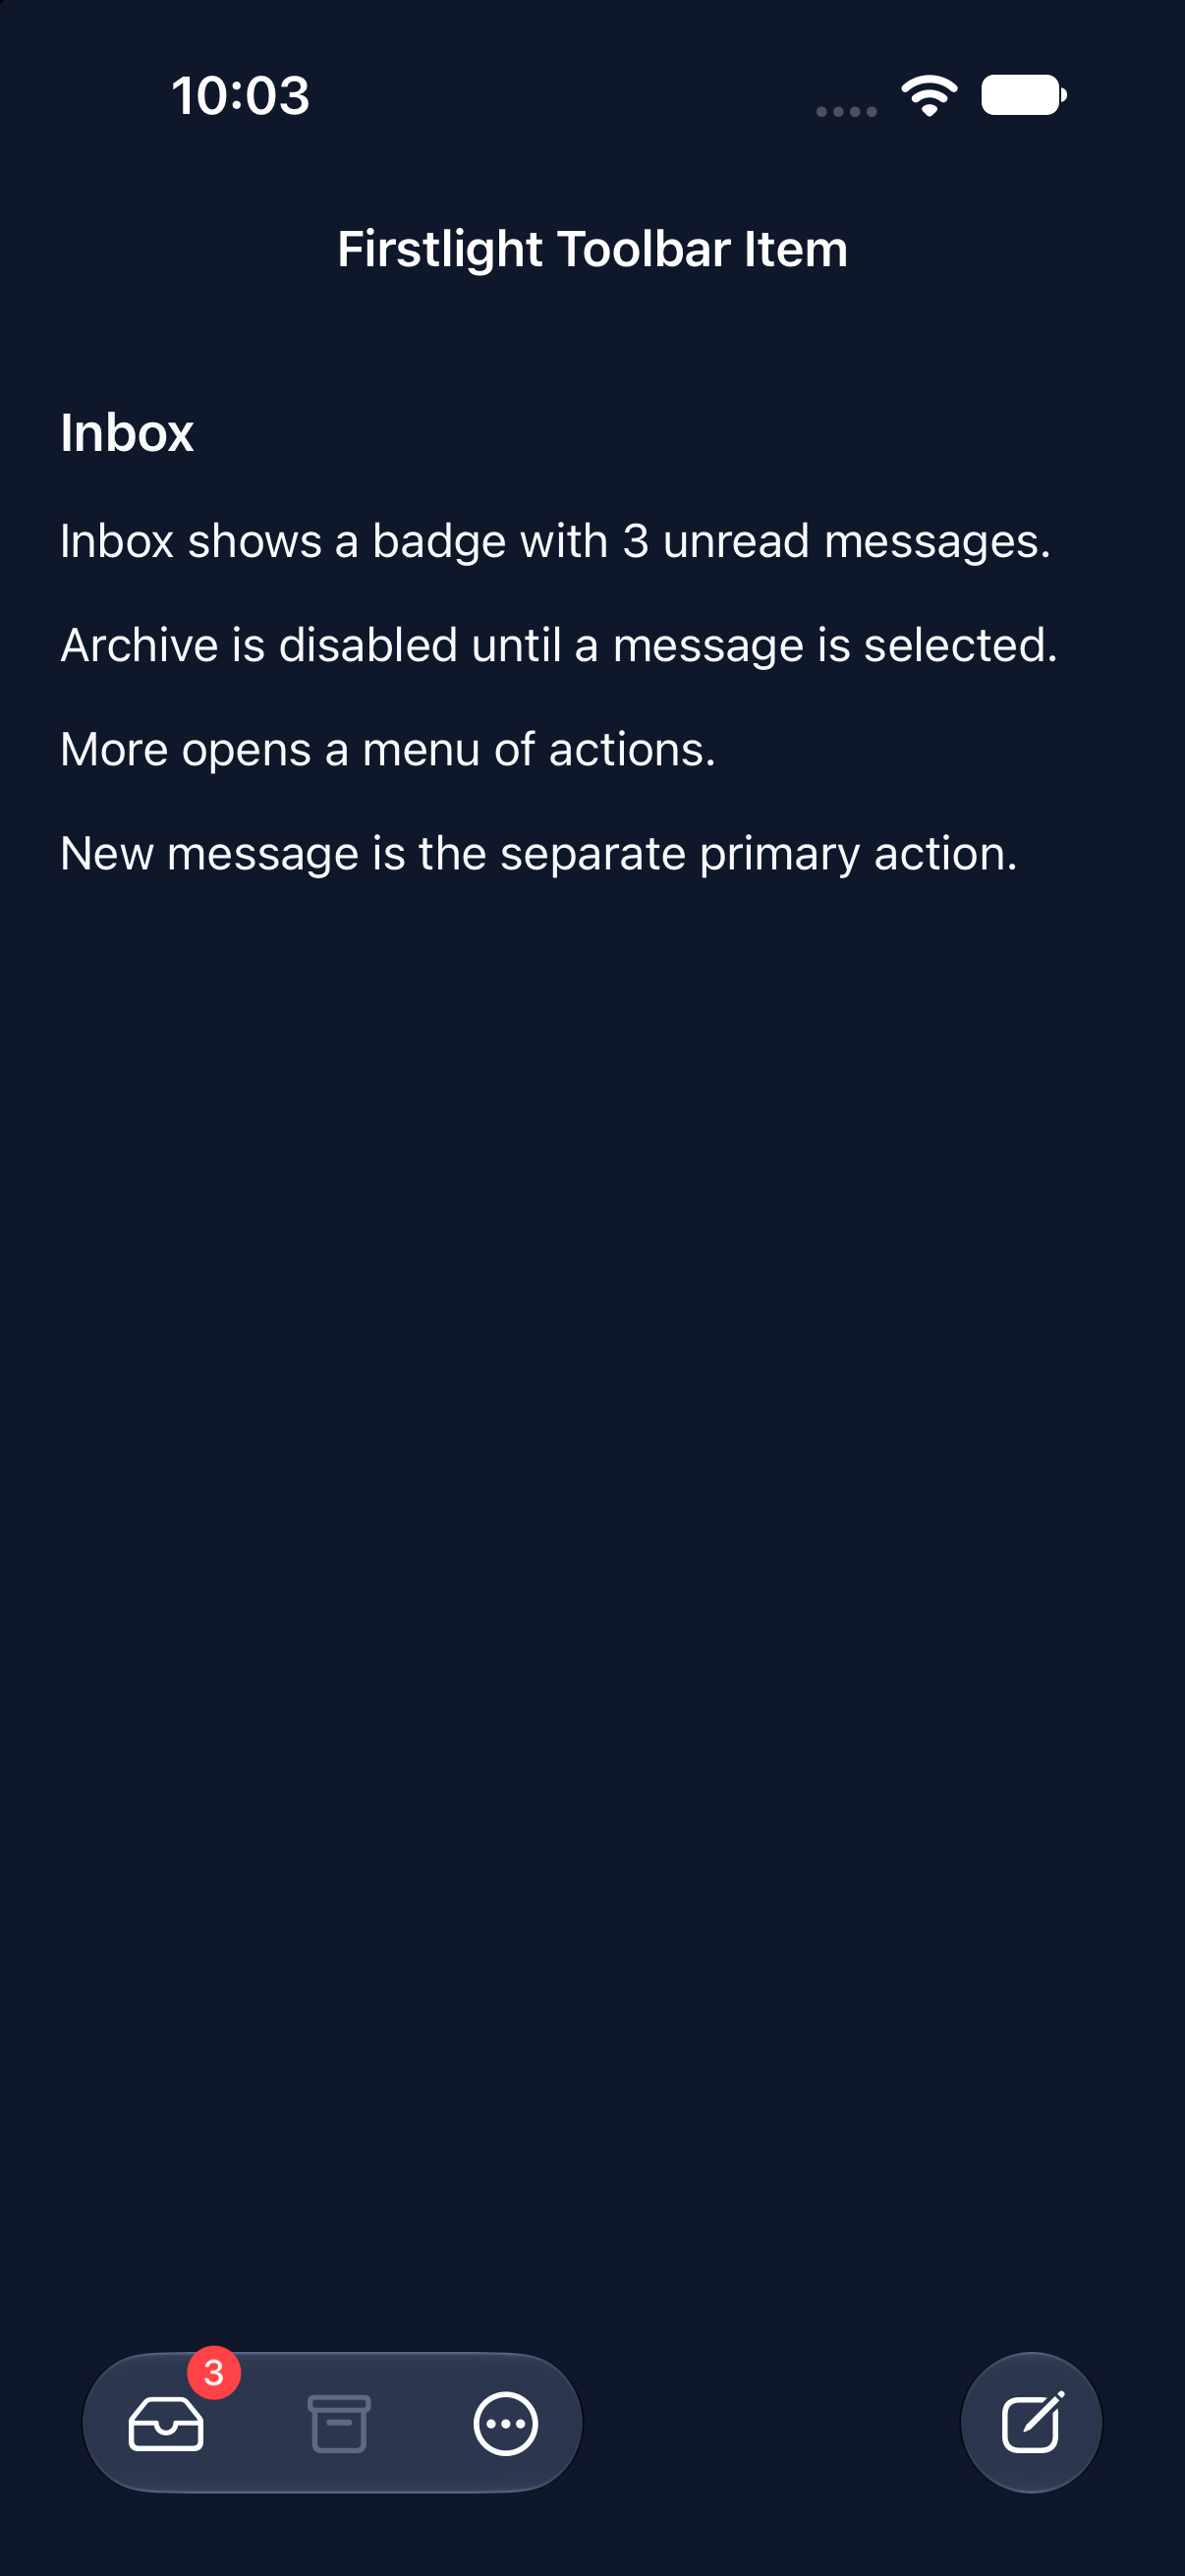 10:03
Firstlight Toolbar Item
Inbox
Inbox shows a badge with 3 unread messages.
Archive is disabled until a message is selected.
More opens a menu of actions.
New message is the separate primary action.
3